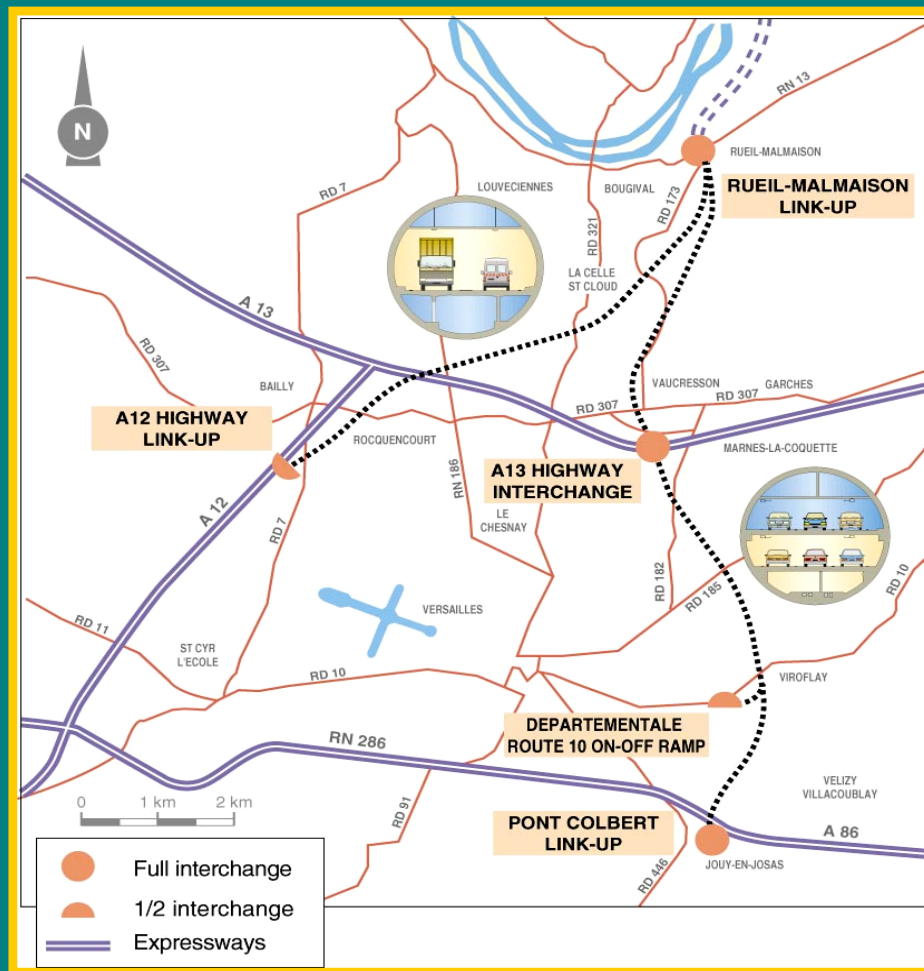 N
RN 13
RUEIL-MALMAISON
RUEIL-MALMAISON
LINK-UP
RD 7
LOUVECIENNES
BOUGIVAL
RD 173
RD 321
LA CELLE
ST CLOUD
A 13
RD 307
BAILLY
VAUCRESSON
GARCHES
RD 307
RD 307
A12 HIGHWAY
LINK-UP
ROCQUENCOURT
MARNES-LA-COQUETTE
A13 HIGHWAY
INTERCHANGE
RN 186
A 12
RD 7
LE
CHESNAY
RD 182
RD 185
RD 10
VERSAILLES
RD 11
ST CYR
L'ECOLE
RD 10
VIROFLAY
DEPARTEMENTALE
ROUTE 10 ON-OFF RAMP
RN 286
VELIZY
VILLACOUBLAY
0 1 km 2 km
RD 91
PONT COLBERT
LINK-UP
A 86
JOUY-EN-JOSAS
RD 446
Full interchange
1/2 interchange
Expressways